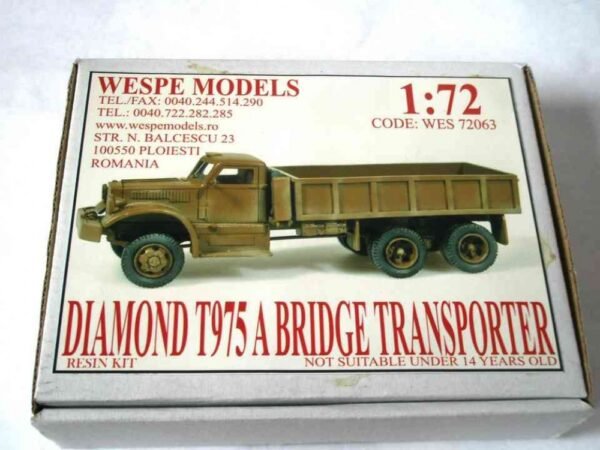 WESPE MODELS
TEL./FAX: 0040.244.514.290
TEL.: 0040.722.282.285
www.wespemodels.ro
STR. N. BALCESCU 23
100550 PLOIESTI
ROMANIA
1:72
CODE: WES 72063
DIAMOND T975 A BRIDGE TRANSPORTER
RESIN KIT
NOT SUITABLE UNDER 14 YEARS OLD